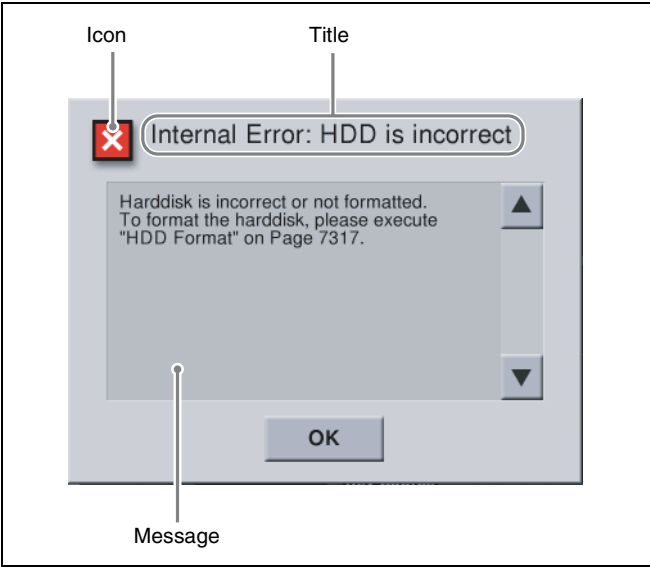 Icon
Title
Internal Error: HDD is incorrect
Harddisk is incorrect or not formatted.
To format the harddisk, please execute
"HDD Format" on Page 7317.
OK
Message